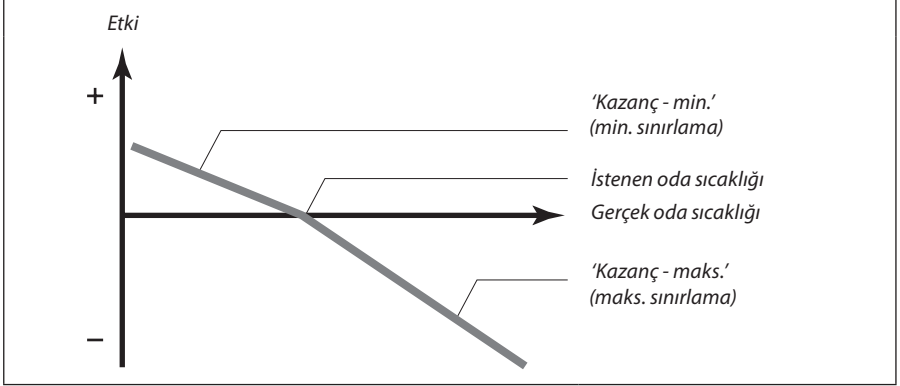 Etki
+
‘Kazanç - min.’
(min. sınırlama)
İstenen oda sıcaklığı
Gerçek oda sıcaklığı
‘Kazanç - maks.’
(maks. sınırlama)
−